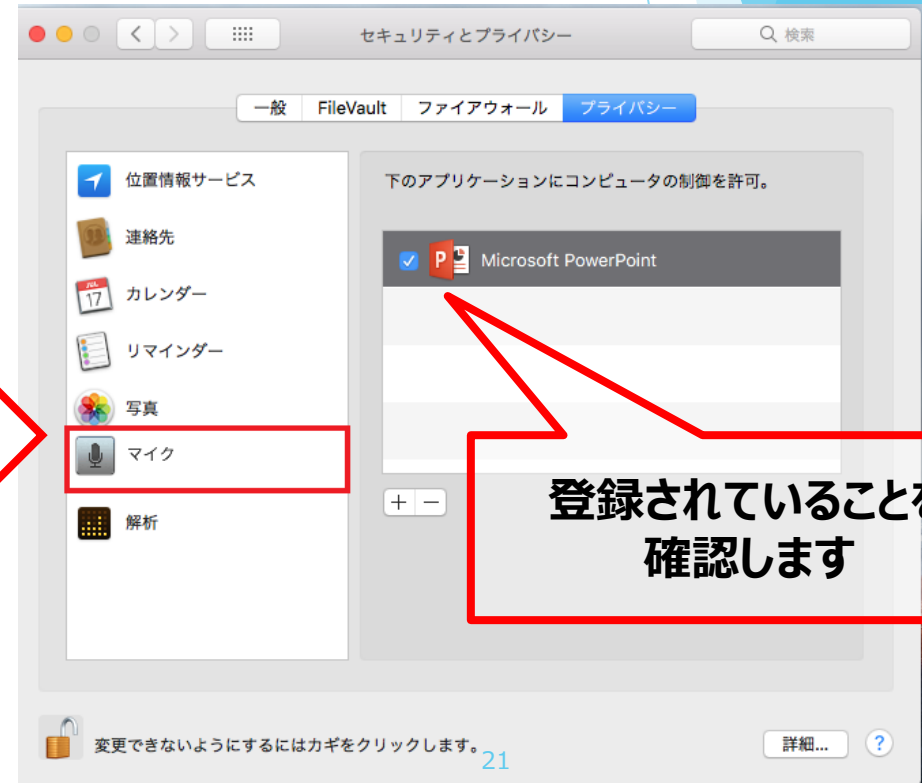 セキュリティとプライバシー
検索
一般 FileVault ファイアウォール プライバシー
位置情報サービス
連絡先
JUL
17
カレンダー
リマインダー
写真
マイク
解析
下のアプリケーションにコンピュータの制御を許可。
P
Microsoft PowerPoint
+ −
登録されていることを
確認します
変更できないようにするにはカギをクリックします。
21
詳細... ?